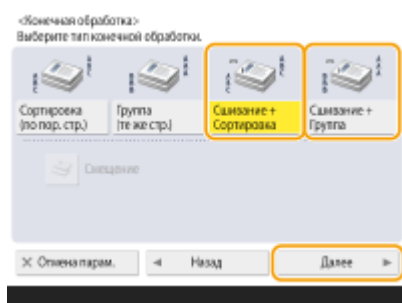 <Конечная обработка>
Выберите тип конечной обработки.
Сортировка
(по пор. стр.)
Группа
(те же стр.)
Сшивание +
Сортировка
Сшивание +
Группа
Смещение
Отмена парам.
Назад
Далее